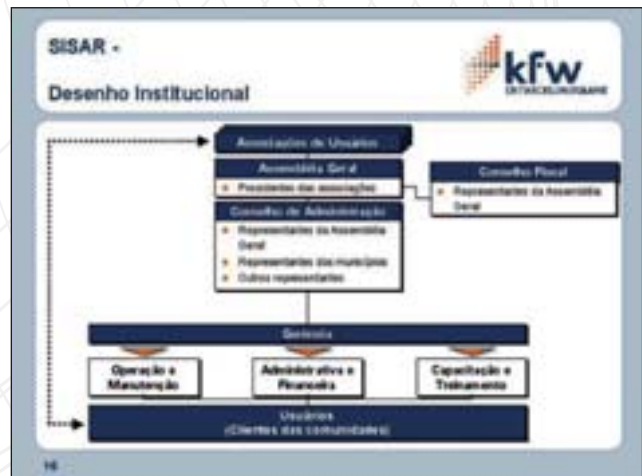 SISAR -
Desenho Institucional
kfw
Associações de Usuários
Assembléia Geral
Presidentes das associações
Conselho Fiscal
Representantes da Assembléia
Geral
Conselho de Administração
Representantes da Assembléia
Geral
Representantes dos municípios
Outros representantes
Gerência
Operação e
Manutenção
Administrativa e
Financeira
Capacitação e
Treinamento
Usuários
(Clientes das comunidades)